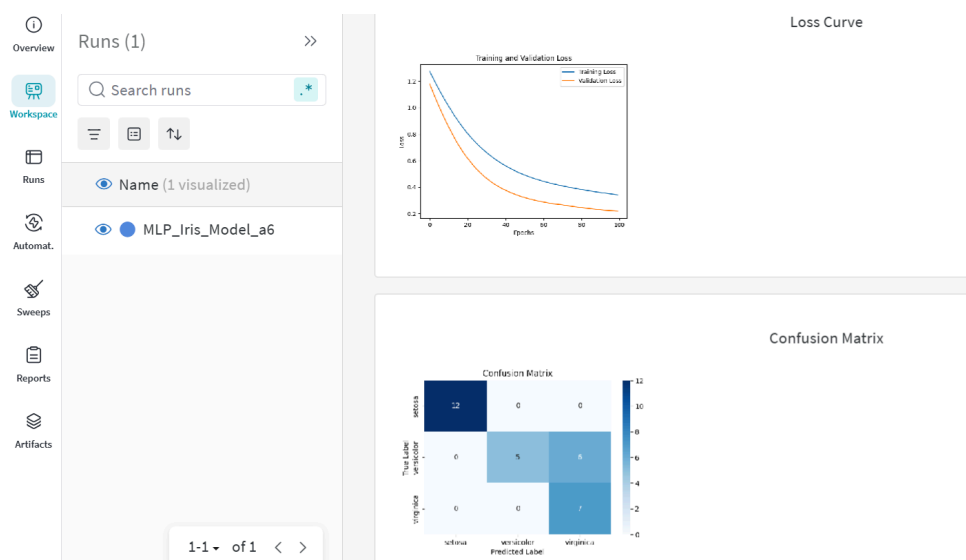 Overview
Workspace
Runs
Automat.
Sweeps
Reports
Artifacts
Runs (1)
Search runs
.*
Name (1 visualized)
MLP_Iris_Model_a6
1-1 of 1
Loss Curve
Training and Validation Loss
Training Loss
Validation Loss
Loss
1.2
1.0
0.8
0.6
0.4
0.2
0 20 40 60 80 100
Epochs
Confusion Matrix
Confusion Matrix
True Label
setosa
versicolor
virginica
12 0 0
0 5 6
0 0 7
12
10
8
6
4
2
0
setosa versicolor virginica
Predicted Label